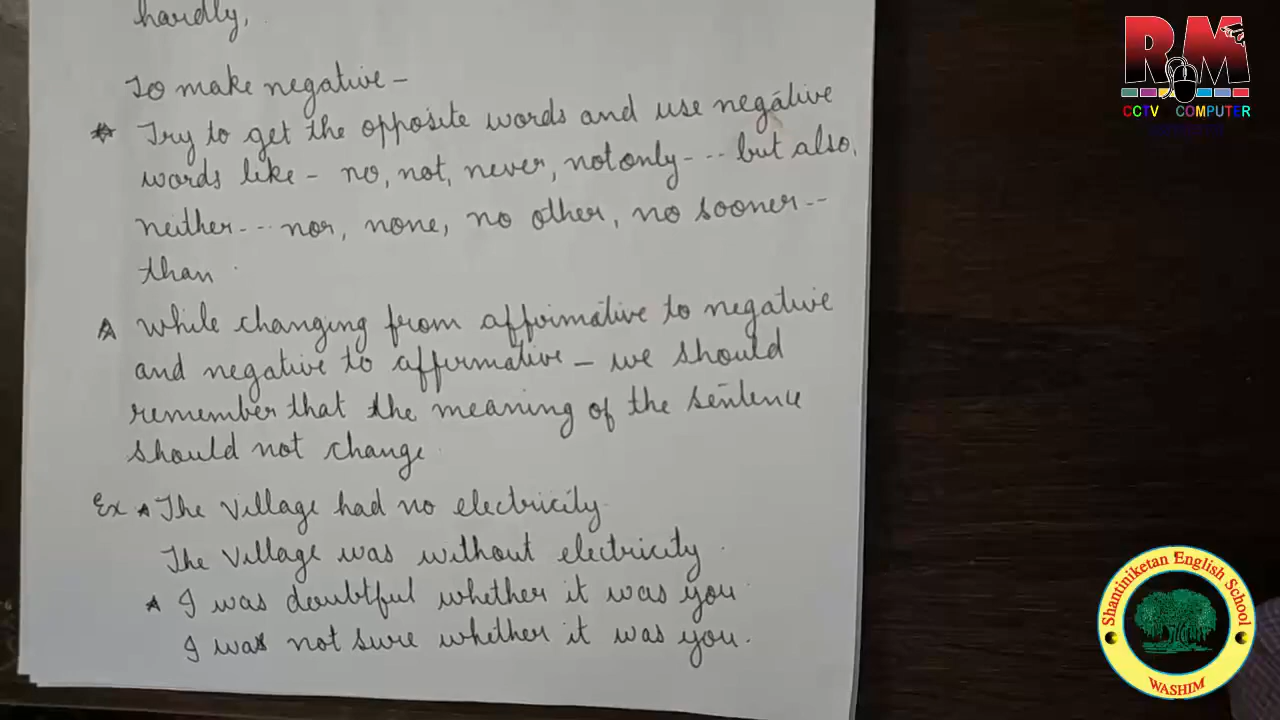 hardly,
To make negative -
Try to get the opposite words and use negative
words like - no, not, never, not only- -- but also,
neither--- nor, none, no other, no sooner--
than
while changing from affirmative to negative
and negative to affirmative - we should
remember that the meaning of the sentence
should not change
Ex The village had no electricity.
The village was without electricity.
I was doubtful whether it was you
I was not sure whether it was you.
RM
CCTV COMPUTER
Shantiniketan English School
WASHIM